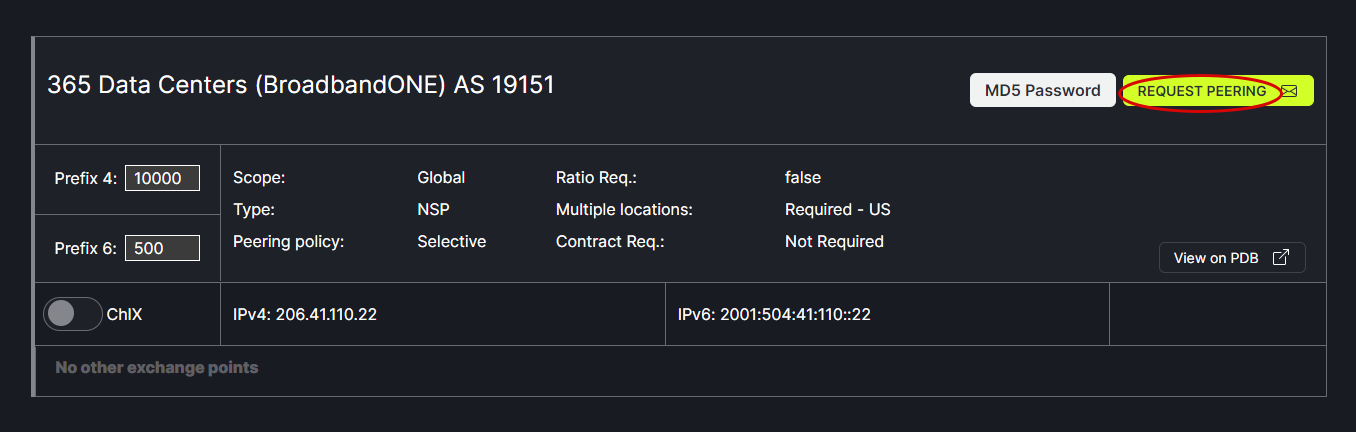 365 Data Centers (BroadbandONE) AS 19151
MD5 Password
REQUEST PEERING
Prefix 4: 10000
Prefix 6: 500
Scope: Global Ratio Req.: false
Type: NSP Multiple locations: Required - US
Peering policy: Selective Contract Req.: Not Required
View on PDB
ChIX
IPv4: 206.41.110.22
IPv6: 2001:504:41:110::22
No other exchange points